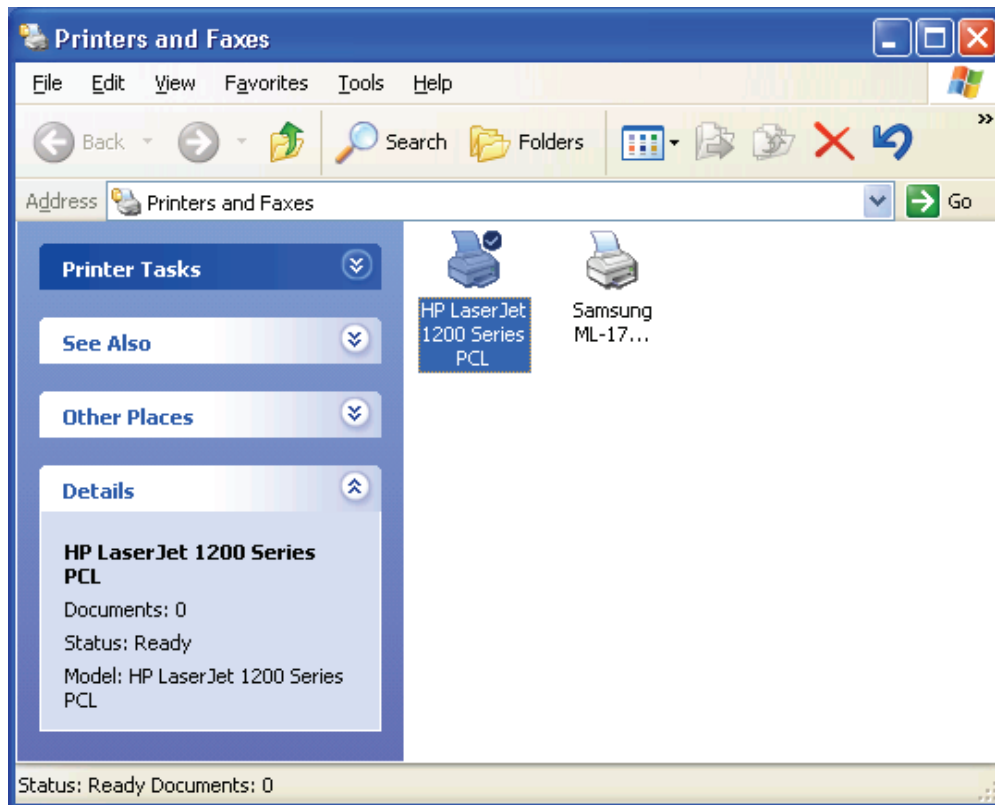 Printers and Faxes
File Edit View Favorites Tools Help
Back Search Folders »
Address Printers and Faxes Go
Printer Tasks
See Also
Other Places
Details
HP LaserJet 1200 Series
PCL
Documents: 0
Status: Ready
Model: HP LaserJet 1200 Series
PCL
HP LaserJet
1200 Series
PCL
Samsung
ML-17...
Status: Ready Documents: 0